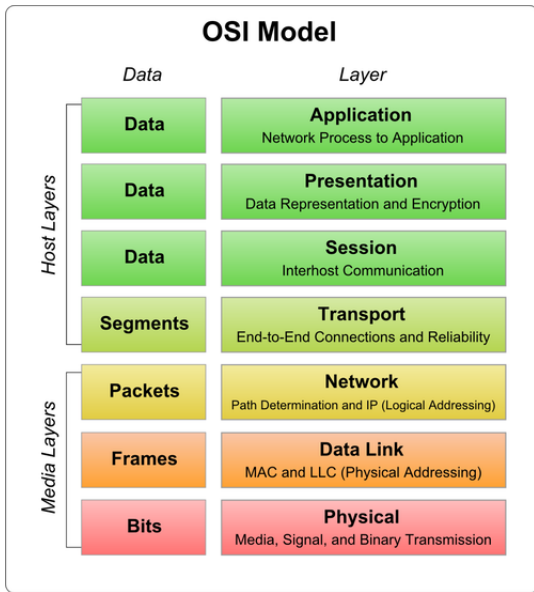 OSI Model
Data Layer
Host Layers
Data
Application
Network Process to Application
Data
Presentation
Data Representation and Encryption
Data
Session
Interhost Communication
Segments
Transport
End-to-End Connections and Reliability
Media Layers
Packets
Network
Path Determination and IP (Logical Addressing)
Frames
Data Link
MAC and LLC (Physical Addressing)
Bits
Physical
Media, Signal, and Binary Transmission